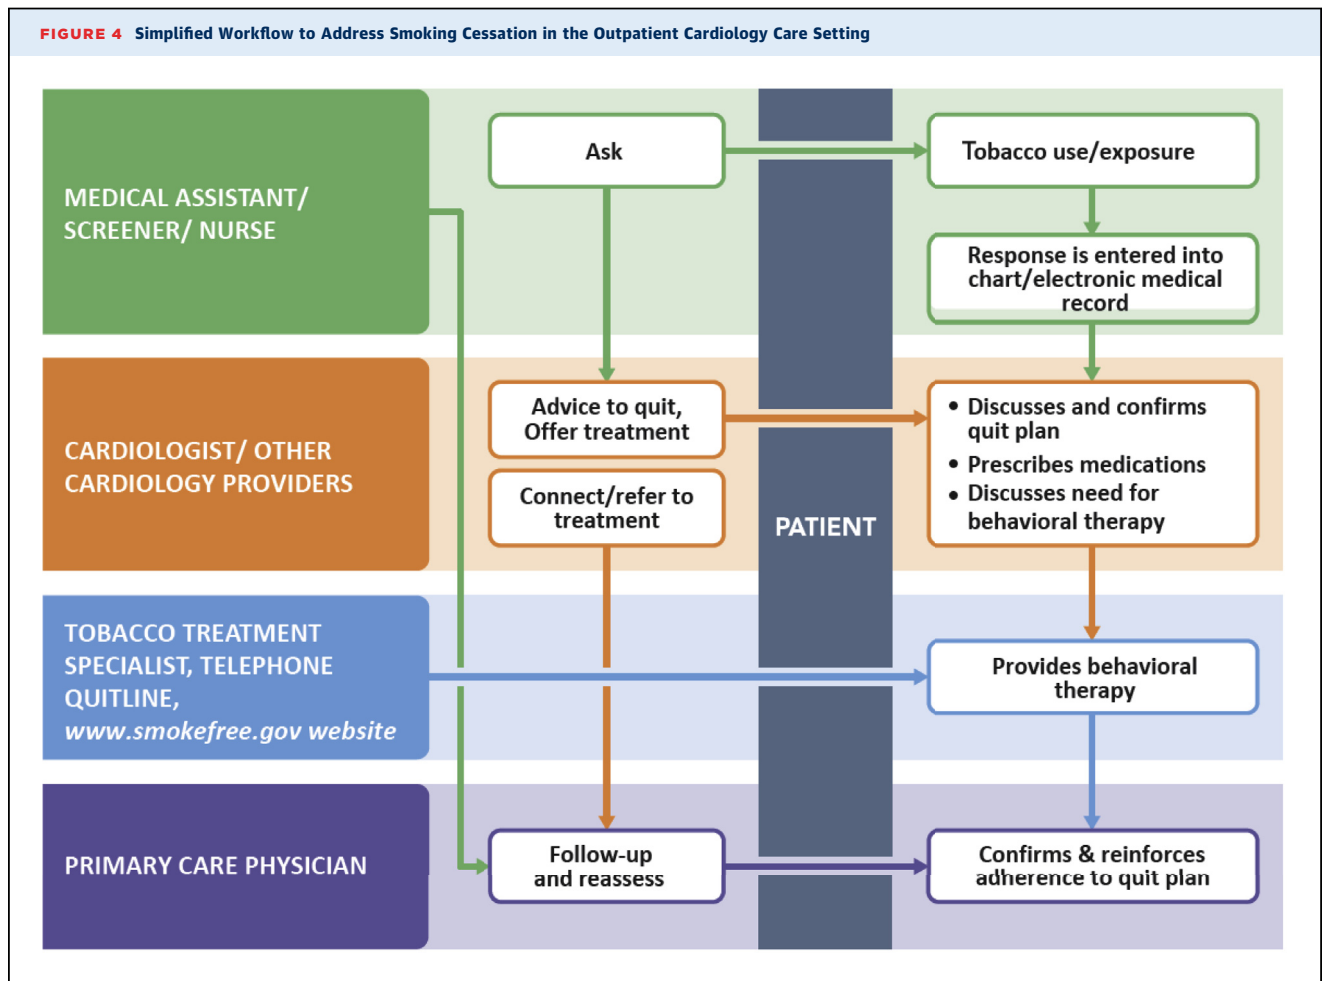 FIGURE 4 Simplified Workflow to Address Smoking Cessation in the Outpatient Cardiology Care Setting
MEDICAL ASSISTANT/
SCREENER/ NURSE
Ask
Tobacco use/exposure
Response is entered into
chart/electronic medical
record
CARDIOLOGIST/ OTHER
CARDIOLOGY PROVIDERS
Advice to quit,
Offer treatment
Connect/refer to
treatment
PATIENT
• Discusses and confirms
quit plan
• Prescribes medications
• Discusses need for
behavioral therapy
TOBACCO TREATMENT
SPECIALIST, TELEPHONE
QUITLINE,
www.smokefree.gov website
Provides behavioral
therapy
PRIMARY CARE PHYSICIAN
Follow-up
and reassess
Confirms & reinforces
adherence to quit plan